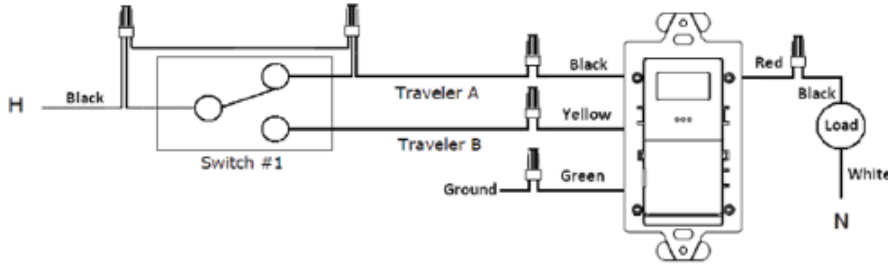 H
Black
Switch #1
Traveler A
Traveler B
Ground
Black
Yellow
Green
Red
Black
Load
White
N